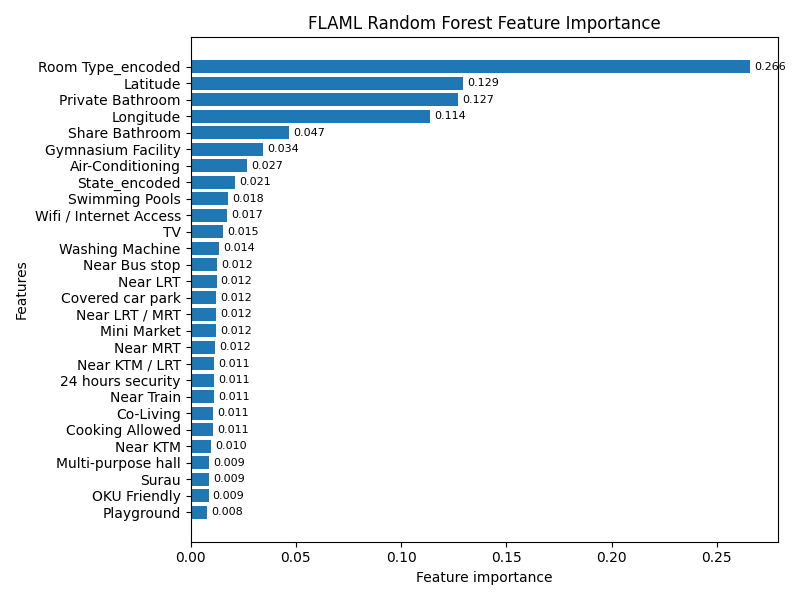 FLAML Random Forest Feature Importance
Features
Room Type_encoded 0.266
Latitude 0.129
Private Bathroom 0.127
Longitude 0.114
Share Bathroom 0.047
Gymnasium Facility 0.034
Air-Conditioning 0.027
State_encoded 0.021
Swimming Pools 0.018
Wifi / Internet Access 0.017
TV 0.015
Washing Machine 0.014
Near Bus stop 0.012
Near LRT 0.012
Covered car park 0.012
Near LRT / MRT 0.012
Mini Market 0.012
Near MRT 0.012
Near KTM / LRT 0.011
24 hours security 0.011
Near Train 0.011
Co-Living 0.011
Cooking Allowed 0.011
Near KTM 0.010
Multi-purpose hall 0.009
Surau 0.009
OKU Friendly 0.009
Playground 0.008
0.00 0.05 0.10 0.15 0.20 0.25
Feature importance